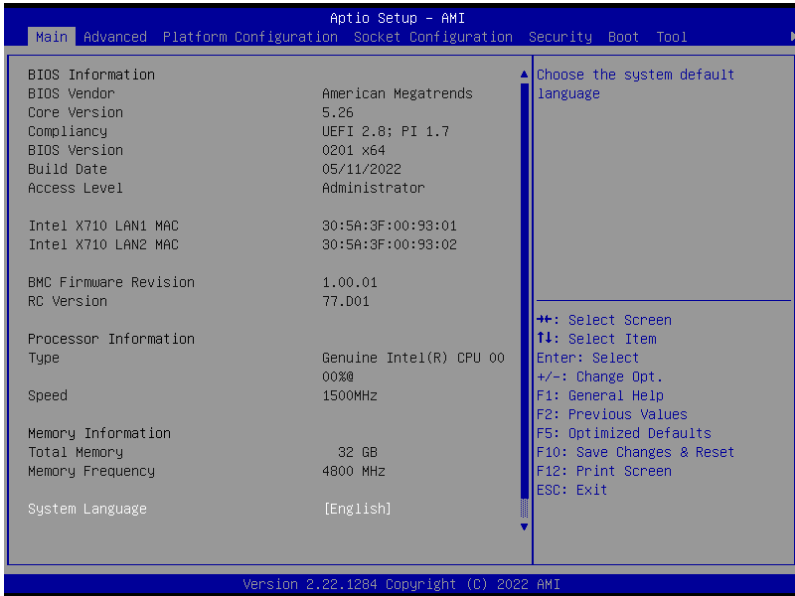 Aptio Setup - AMI
Main Advanced Platform Configuration Socket Configuration Security Boot Tool
BIOS Information
BIOS Vendor American Megatrends
Core Version 5.26
Compliancy UEFI 2.8; PI 1.7
BIOS Version 0201 x64
Build Date 05/11/2022
Access Level Administrator
Intel X710 LAN1 MAC 30:5A:3F:00:93:01
Intel X710 LAN2 MAC 30:5A:3F:00:93:02
BMC Firmware Revision 1.00.01
RC Version 77.D01
Processor Information
Type Genuine Intel(R) CPU 00
00%@
Speed 1500MHz
Memory Information
Total Memory 32 GB
Memory Frequency 4800 MHz
System Language [English]
Choose the system default
language
→←: Select Screen
↑↓: Select Item
Enter: Select
+/-: Change Opt.
F1: General Help
F2: Previous Values
F5: Optimized Defaults
F10: Save Changes & Reset
F12: Print Screen
ESC: Exit
Version 2.22.1284 Copyright (C) 2022 AMI